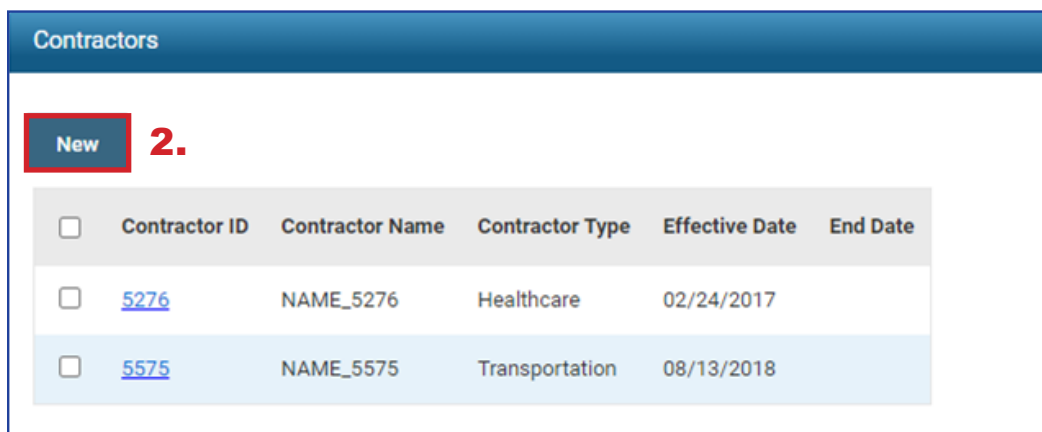 Contractors
New 2.
Contractor ID Contractor Name Contractor Type Effective Date End Date
5276 NAME_5276 Healthcare 02/24/2017
5575 NAME_5575 Transportation 08/13/2018